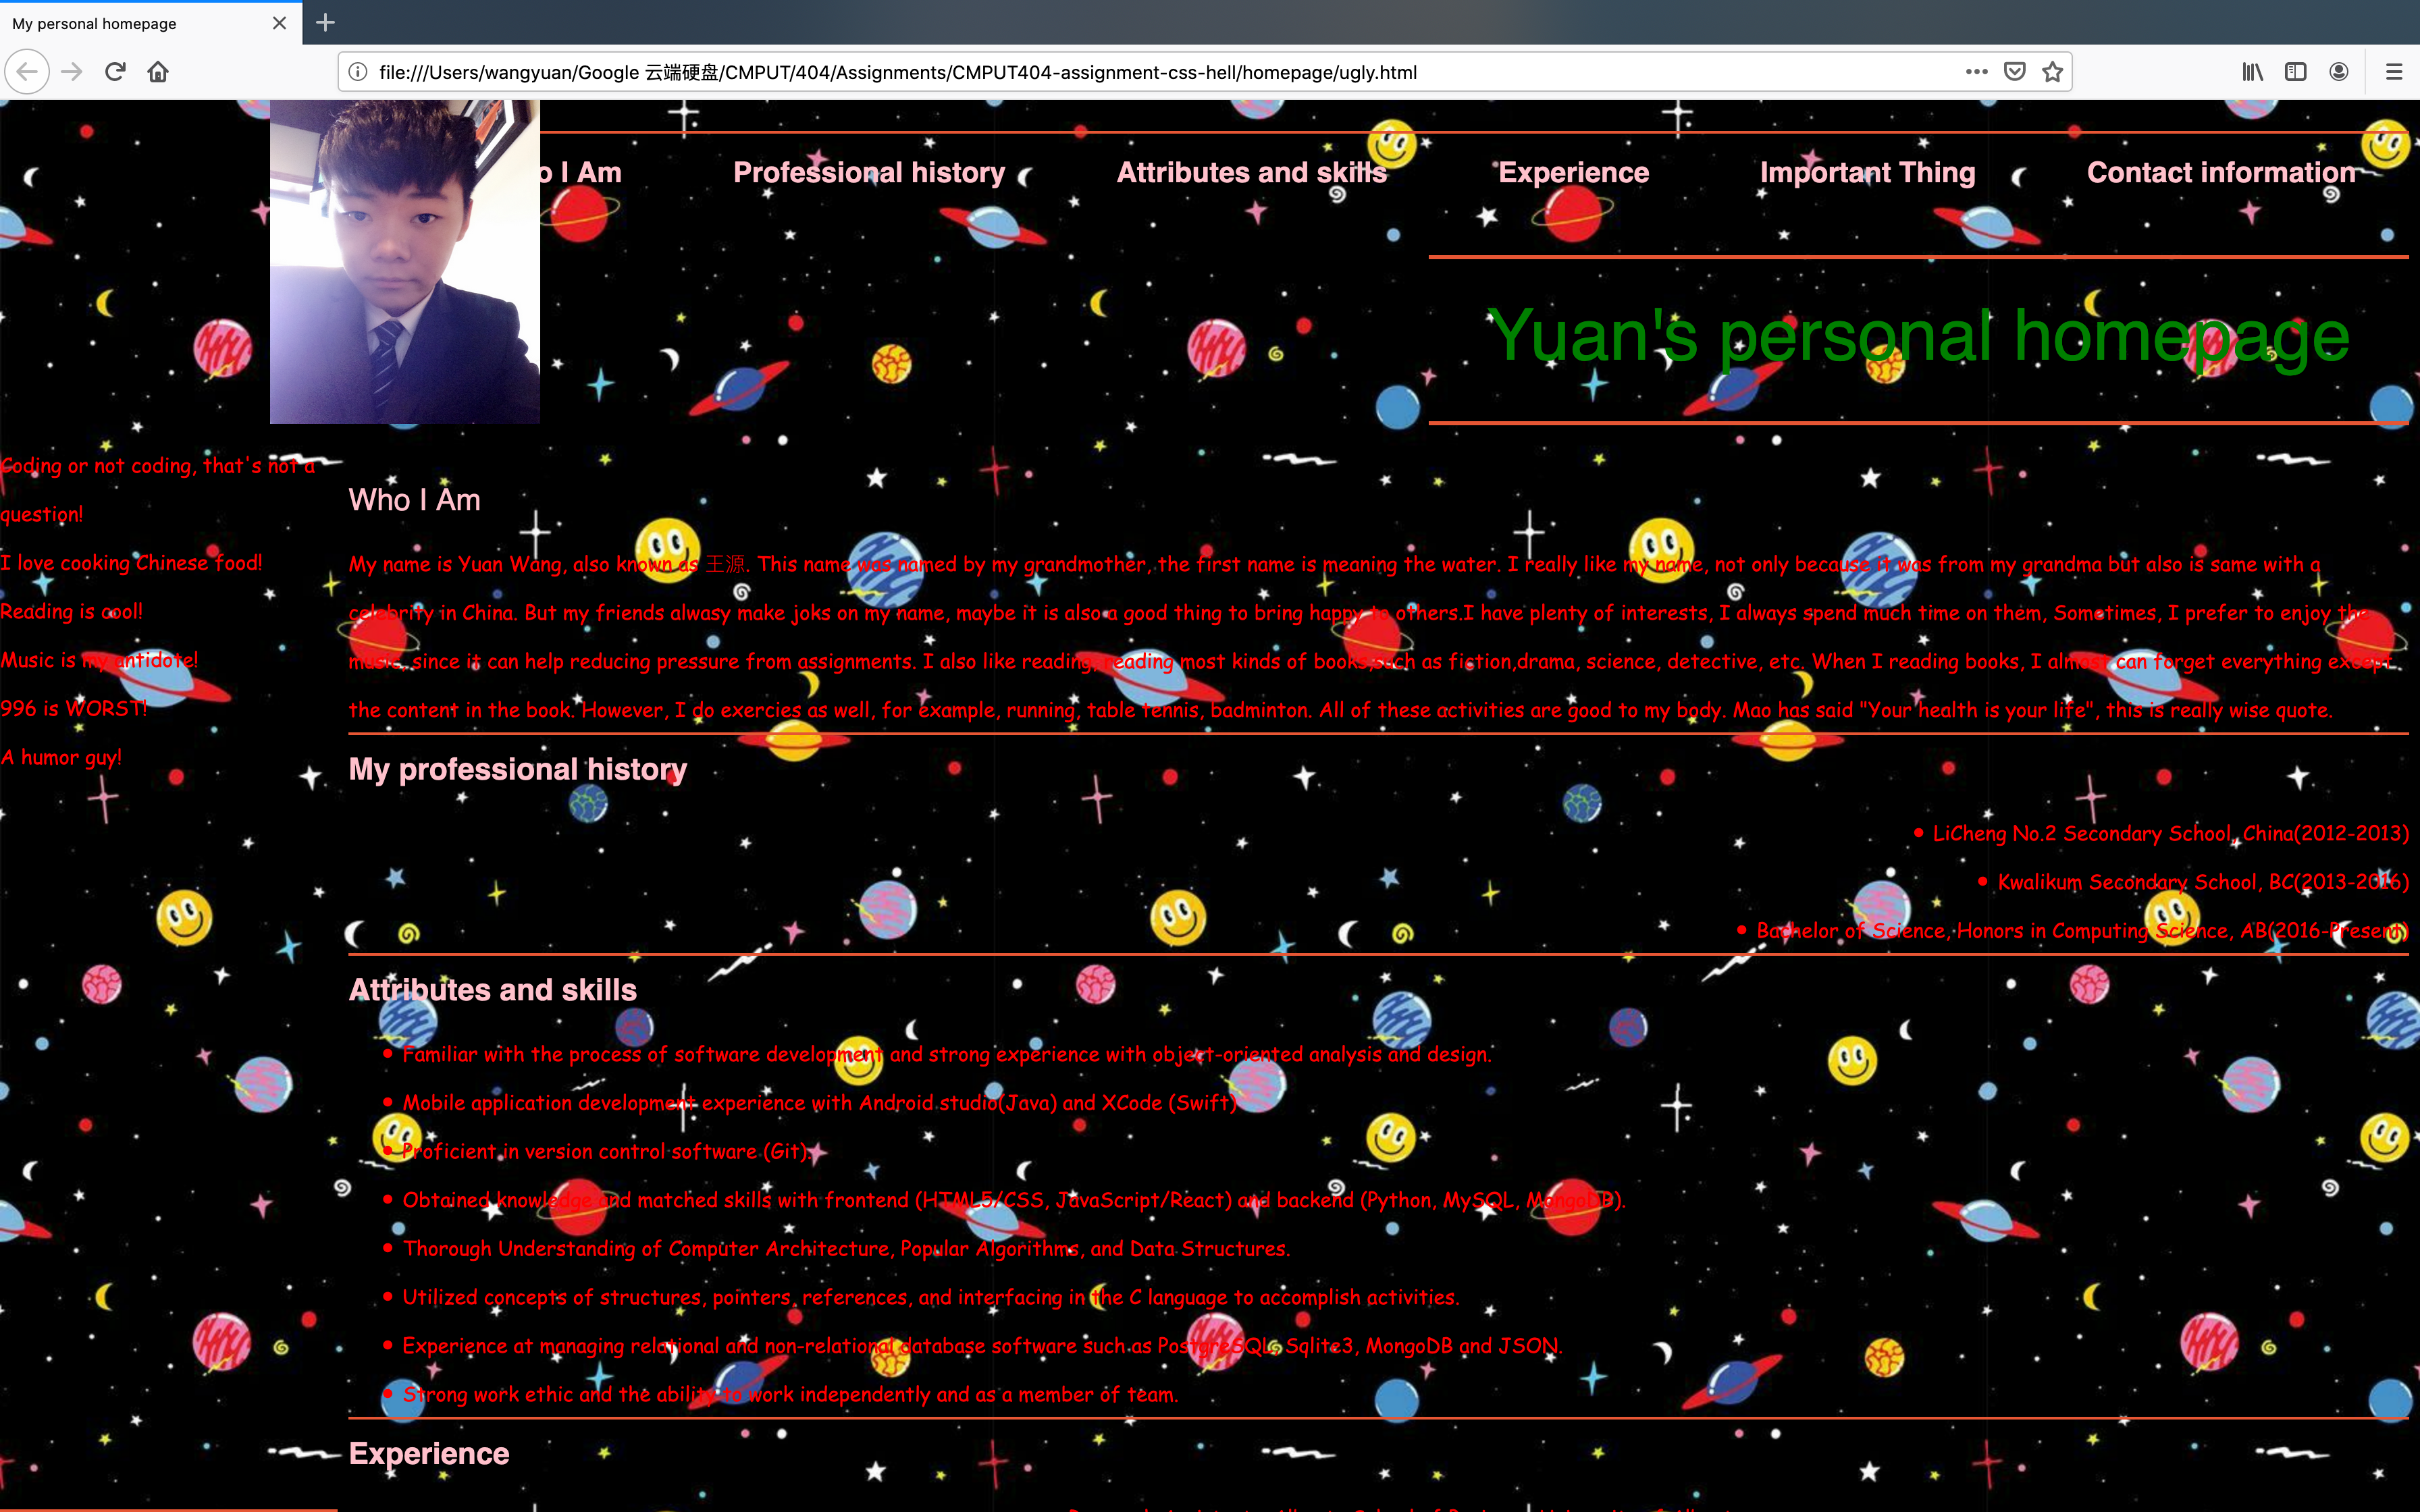 My personal homepage
file:///Users/wangyuan/Google 云端硬盘/CMPUT/404/Assignments/CMPUT404-assignment-css-hell/homepage/ugly.html
o I Am Professional history Attributes and skills Experience Important Thing Contact information
Yuan's personal homepage
Coding or not coding, that's not a
question!
I love cooking Chinese food!
Reading is cool!
Music is my antidote!
996 is WORST!
A humor guy!
Who I Am
My name is Yuan Wang, also known as 王源. This name was named by my grandmother, the first name is meaning the water. I really like my name, not only because it was from my grandma but also is same with a
celebrity in China. But my friends alwasy make joks on my name, maybe it is also a good thing to bring happy to others.I have plenty of interests, I always spend much time on them, Sometimes, I prefer to enjoy the
music, since it can help reducing pressure from assignments. I also like reading, reading most kinds of books,such as fiction,drama, science, detective, etc. When I reading books, I almost can forget everything except
the content in the book. However, I do exercies as well, for example, running, table tennis, badminton. All of these activities are good to my body. Mao has said "Your health is your life", this is really wise quote.
My professional history
• LiCheng No.2 Secondary School, China(2012-2013)
• Kwalikum Secondary School, BC(2013-2016)
• Bachelor of Science, Honors in Computing Science, AB(2016-Present)
Attributes and skills
• Familiar with the process of software development and strong experience with object-oriented analysis and design.
• Mobile application development experience with Android studio(Java) and XCode (Swift)
• Proficient in version control software (Git).
• Obtained knowledge and matched skills with frontend (HTML5/CSS, JavaScript/React) and backend (Python, MySQL, MongoDB).
• Thorough Understanding of Computer Architecture, Popular Algorithms, and Data Structures.
• Utilized concepts of structures, pointers, references, and interfacing in the C language to accomplish activities.
• Experience at managing relational and non-relational database software such as PostgreSQL, Sqlite3, MongoDB and JSON.
• Strong work ethic and the ability to work independently and as a member of team.
Experience